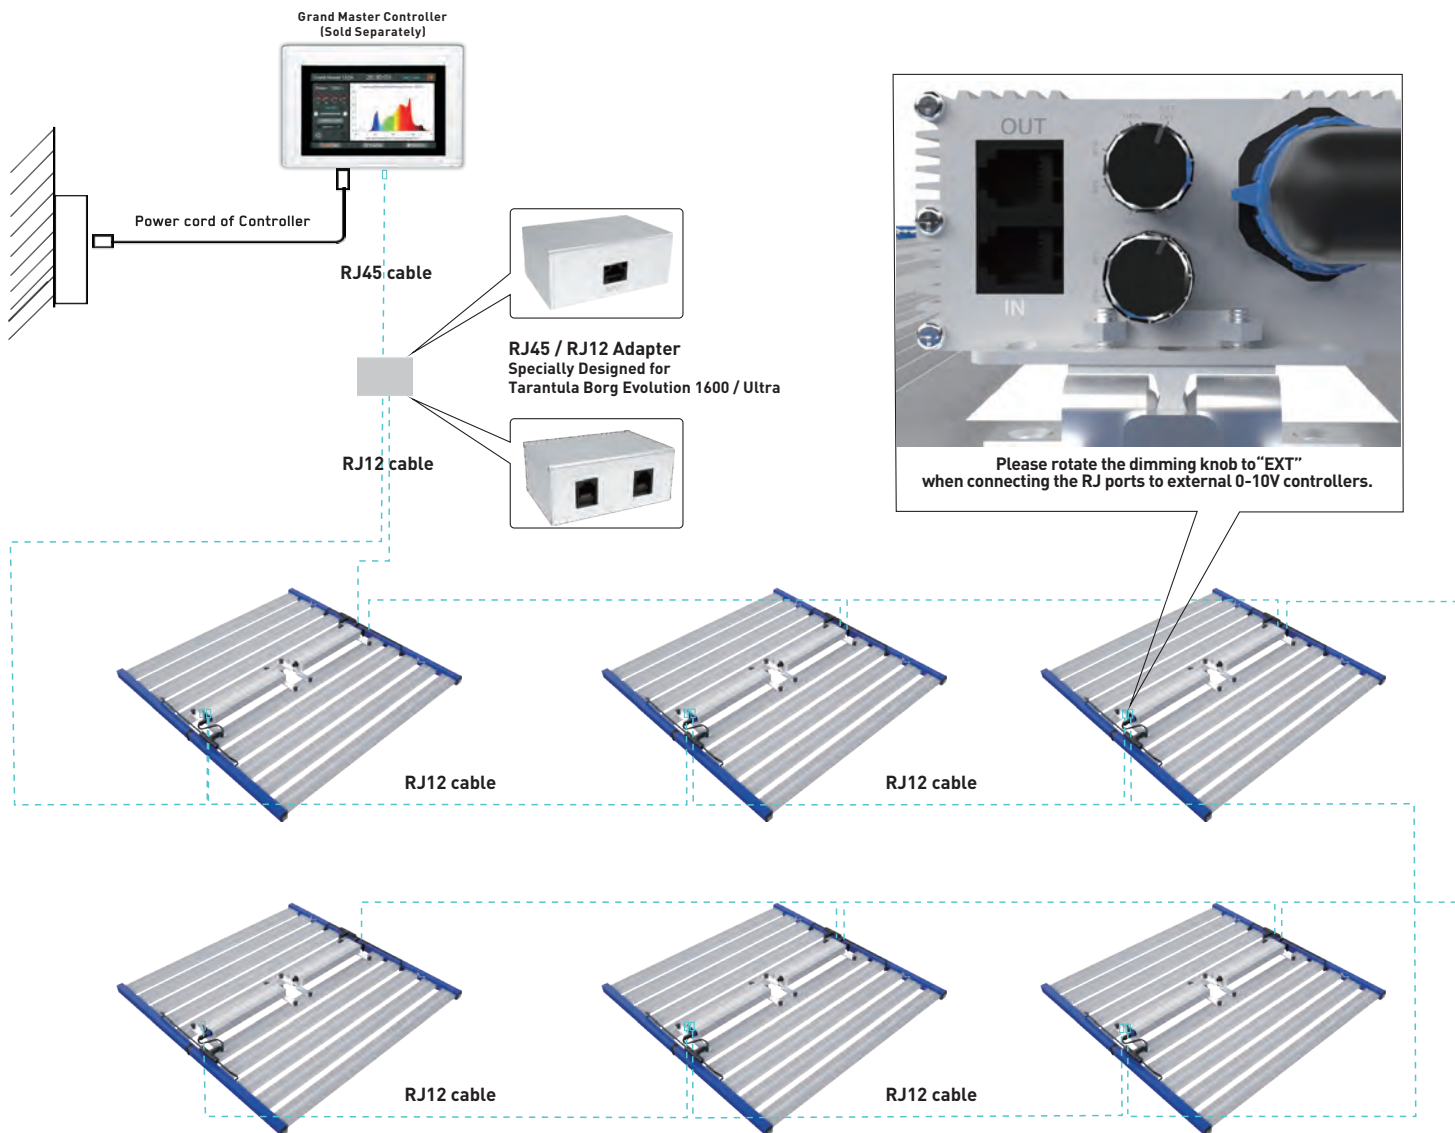 Grand Master Controller
(Sold Separately)
Power cord of Controller
RJ45 cable
RJ45 / RJ12 Adapter
Specially Designed for
Tarantula Borg Evolution 1600 / Ultra
RJ12 cable
OUT
IN
Please rotate the dimming knob to“EXT”
when connecting the RJ ports to external 0-10V controllers.
RJ12 cable
RJ12 cable
RJ12 cable
RJ12 cable